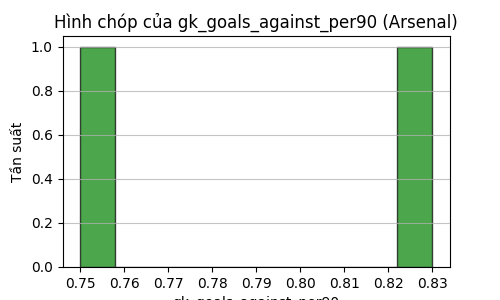 Hình chóp của gk_goals_against_per90 (Arsenal)
Tần suất
1.0
0.8
0.6
0.4
0.2
0.0
0.75 0.76 0.77 0.78 0.79 0.80 0.81 0.82 0.83
gk_goals_against_per90